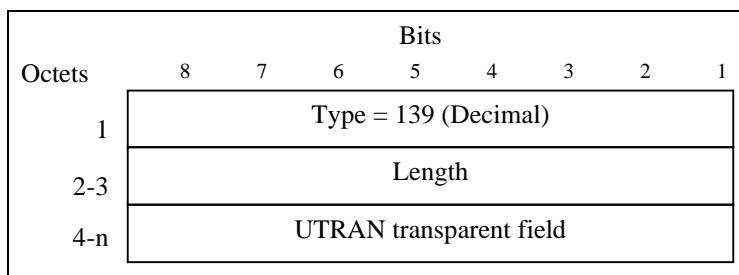 Bits
Octets 8 7 6 5 4 3 2 1
1 Type = 139 (Decimal)
2-3 Length
4-n UTRAN transparent field